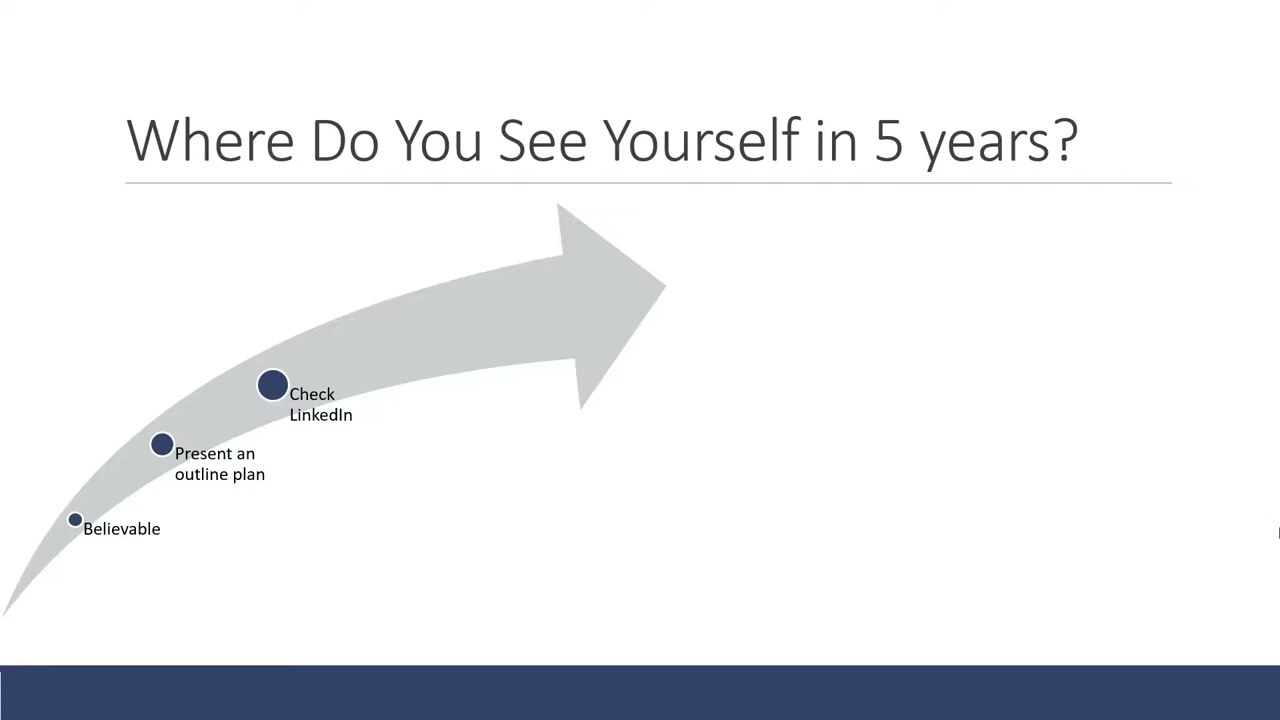 Where Do You See Yourself in 5 years?
Check
LinkedIn
Present an
outline plan
Believable